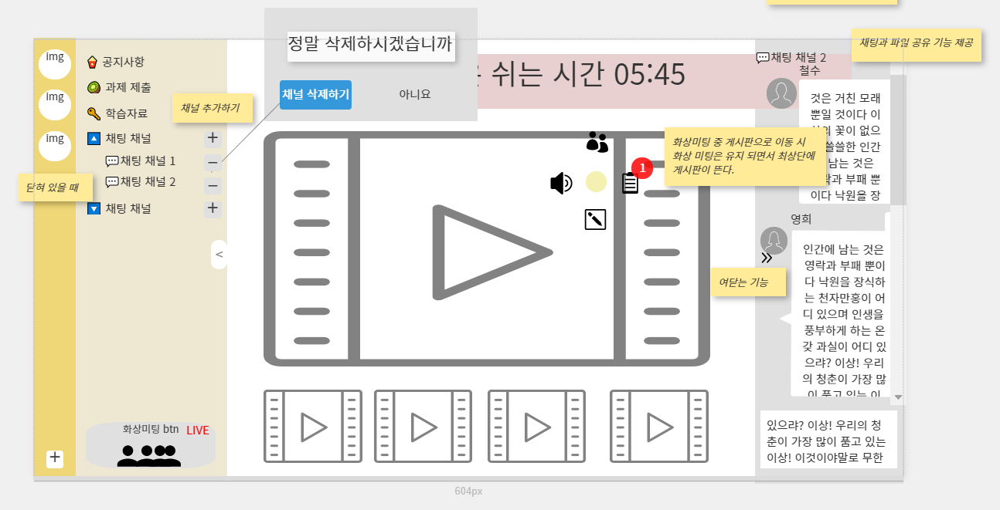 정말 삭제하시겠습니까
채널 삭제하기
아니요
쉬는 시간 05:45
채팅과 파일 공유 기능 제공
img
img
img
공지사항
과제 제출
학습자료
채널 추가하기
채팅 채널
+
채팅 채널 1
−
채팅 채널 2
−
닫혀 있을 때
채팅 채널
+
<
화상미팅 btn
LIVE
+
1
화상미팅 중 게시판으로 이동 시
화상 미팅은 유지 되면서 최상단에
게시판이 뜬다.
여닫는 기능
채팅 채널 2
철수
것은 거친 모래
뿐일 것이다 이
꽃이 없으
쓸쓸한 인간
남는 것은
부패 뿐
이다 낙원을 장
영희
인간에 남는 것은
영락과 부패 뿐이
다 낙원을 장식하
는 천자만홍이 어
디 있으며 인생을
풍부하게 하는 온
갖 과실이 어디 있
으랴? 이상! 우리
의 청춘이 가장 많
이 품고 있는 이
있으랴? 이상! 우리의 청
춘이 가장 많이 품고 있는
이상! 이것이야말로 무한
604px